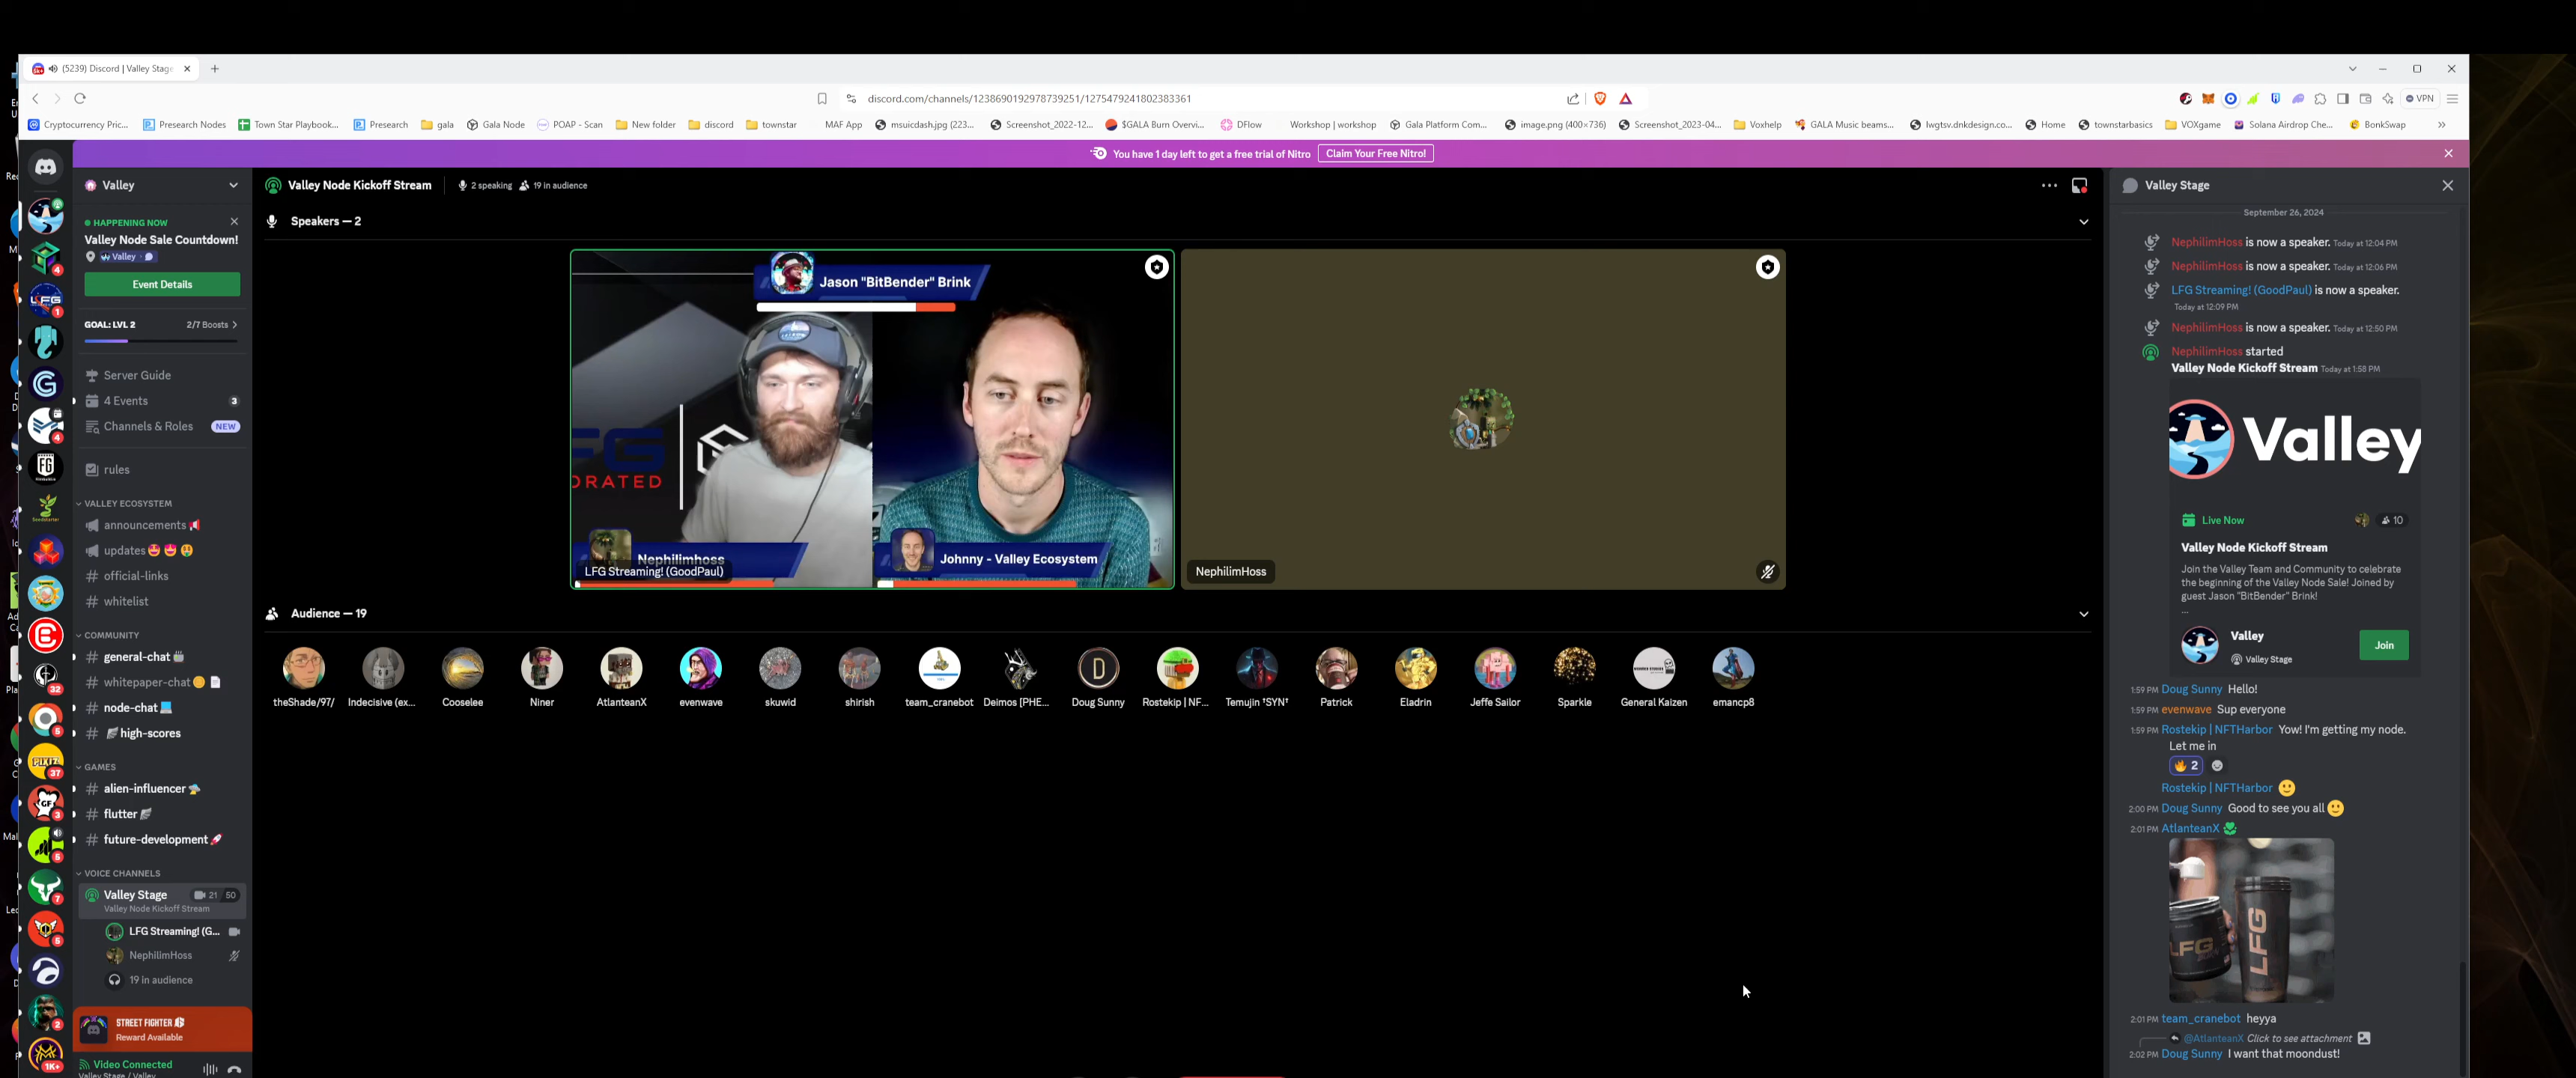 (5239) Discord | Valley Stage
discord.com/channels/1238690192978739251/1275479241802383361
VPN
Cryptocurrency Pric...
Presearch Nodes
Town Star Playbook...
Presearch
gala
Gala Node
POAP - Scan
New folder
discord
townstar
MAF App
msuicdash.jpg (223...
Screenshot_2022-12...
$GALA Burn Overvi...
DFlow
Workshop | workshop
Gala Platform Com...
image.png (400×736)
Screenshot_2023-04...
Voxhelp
GALA Music beams...
lwgtsv.dnkdesign.co...
Home
townstarbasics
VOXgame
Solana Airdrop Che...
BonkSwap
You have 1 day left to get a free trial of Nitro
Claim Your Free Nitro!
Valley
HAPPENING NOW
Valley Node Sale Countdown!
Valley
Event Details
GOAL: LVL 2
2/7 Boosts
Server Guide
4 Events
3
Channels & Roles
NEW
rules
VALLEY ECOSYSTEM
announcements
updates
official-links
whitelist
COMMUNITY
general-chat
whitepaper-chat
node-chat
high-scores
GAMES
alien-influencer
flutter
future-development
VOICE CHANNELS
Valley Stage
21 50
Valley Node Kickoff Stream
LFG Streaming! (G...
NephilimHoss
19 in audience
STREET FIGHTER 6
Reward Available
Video Connected
Valley Stage / Valley
Valley Node Kickoff Stream
2 speaking
19 in audience
Speakers — 2
Jason "BitBender" Brink
ORATED
Nephilimhoss
LFG Streaming! (GoodPaul)
Johnny - Valley Ecosystem
NephilimHoss
Audience — 19
theShade/97/
Indecisive (ex...
Cooselee
Niner
AtlanteanX
evenwave
skuwid
shirish
team_cranebot
Deimos [PHE...
D
Doug Sunny
Rostekip | NF...
Temujin †SYN†
Patrick
Eladrin
Jeffe Sailor
Sparkle
General Kaizen
emancp8
Valley Stage
September 26, 2024
NephilimHoss is now a speaker. Today at 12:04 PM
NephilimHoss is now a speaker. Today at 12:06 PM
LFG Streaming! (GoodPaul) is now a speaker.
Today at 12:09 PM
NephilimHoss is now a speaker. Today at 12:50 PM
NephilimHoss started
Valley Node Kickoff Stream Today at 1:58 PM
Valley
Live Now
10
Valley Node Kickoff Stream
Join the Valley Team and Community to celebrate
the beginning of the Valley Node Sale! Joined by
guest Jason "BitBender" Brink!
...
Valley
Valley Stage
Join
1:59 PM Doug Sunny Hello!
1:59 PM evenwave Sup everyone
1:59 PM Rostekip | NFTHarbor Yow! I'm getting my node.
Let me in
2
Rostekip | NFTHarbor
2:00 PM Doug Sunny Good to see you all
2:01 PM AtlanteanX
LFG
LFG
2:01 PM team_cranebot heyya
@AtlanteanX Click to see attachment
2:02 PM Doug Sunny I want that moondust!